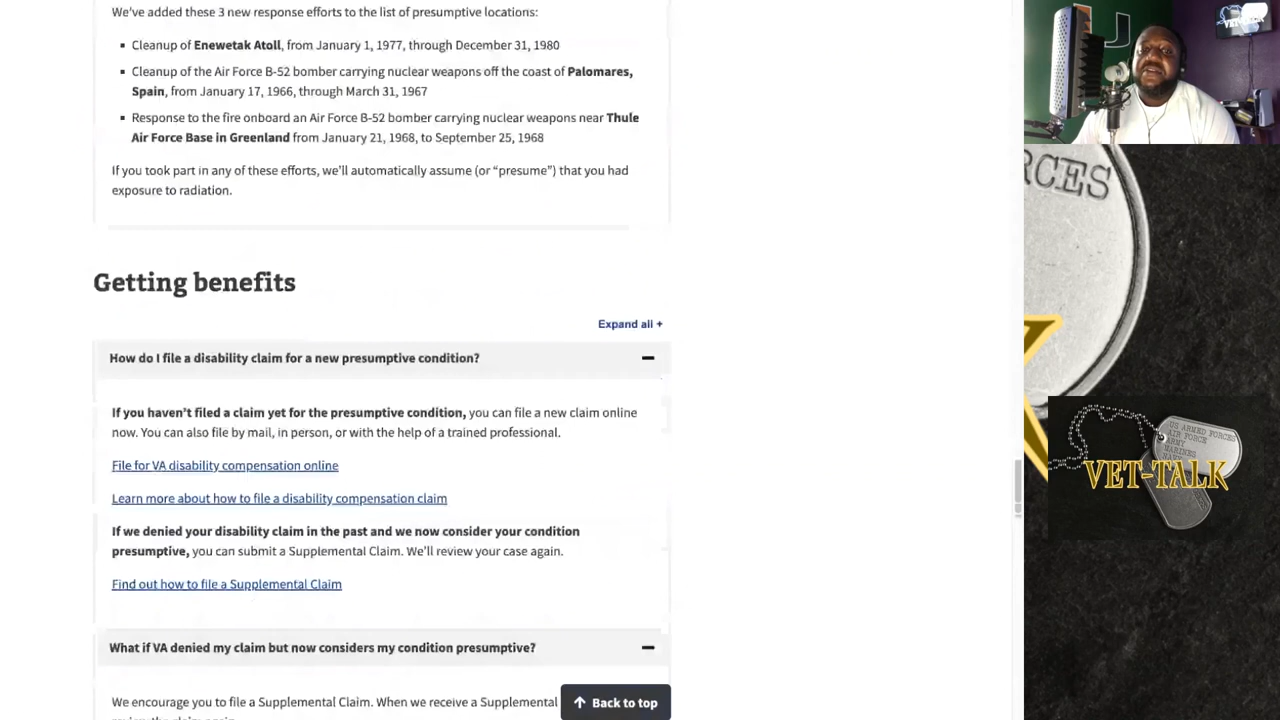 We've added these 3 new response efforts to the list of presumptive locations:
▪ Cleanup of Enewetak Atoll, from January 1, 1977, through December 31, 1980
▪ Cleanup of the Air Force B-52 bomber carrying nuclear weapons off the coast of Palomares,
Spain, from January 17, 1966, through March 31, 1967
▪ Response to the fire onboard an Air Force B-52 bomber carrying nuclear weapons near Thule
Air Force Base in Greenland from January 21, 1968, to September 25, 1968
If you took part in any of these efforts, we'll automatically assume (or “presume”) that you had
exposure to radiation.
Getting benefits
Expand all +
How do I file a disability claim for a new presumptive condition?
If you haven't filed a claim yet for the presumptive condition, you can file a new claim online
now. You can also file by mail, in person, or with the help of a trained professional.
File for VA disability compensation online
Learn more about how to file a disability compensation claim
If we denied your disability claim in the past and we now consider your condition
presumptive, you can submit a Supplemental Claim. We'll review your case again.
Find out how to file a Supplemental Claim
What if VA denied my claim but now considers my condition presumptive?
We encourage you to file a Supplemental Claim. When we receive a Supplemental
Back to top
RCES
US ARMED FORCES
AIR FORCE
ARMY
MARINES
VET-TALK